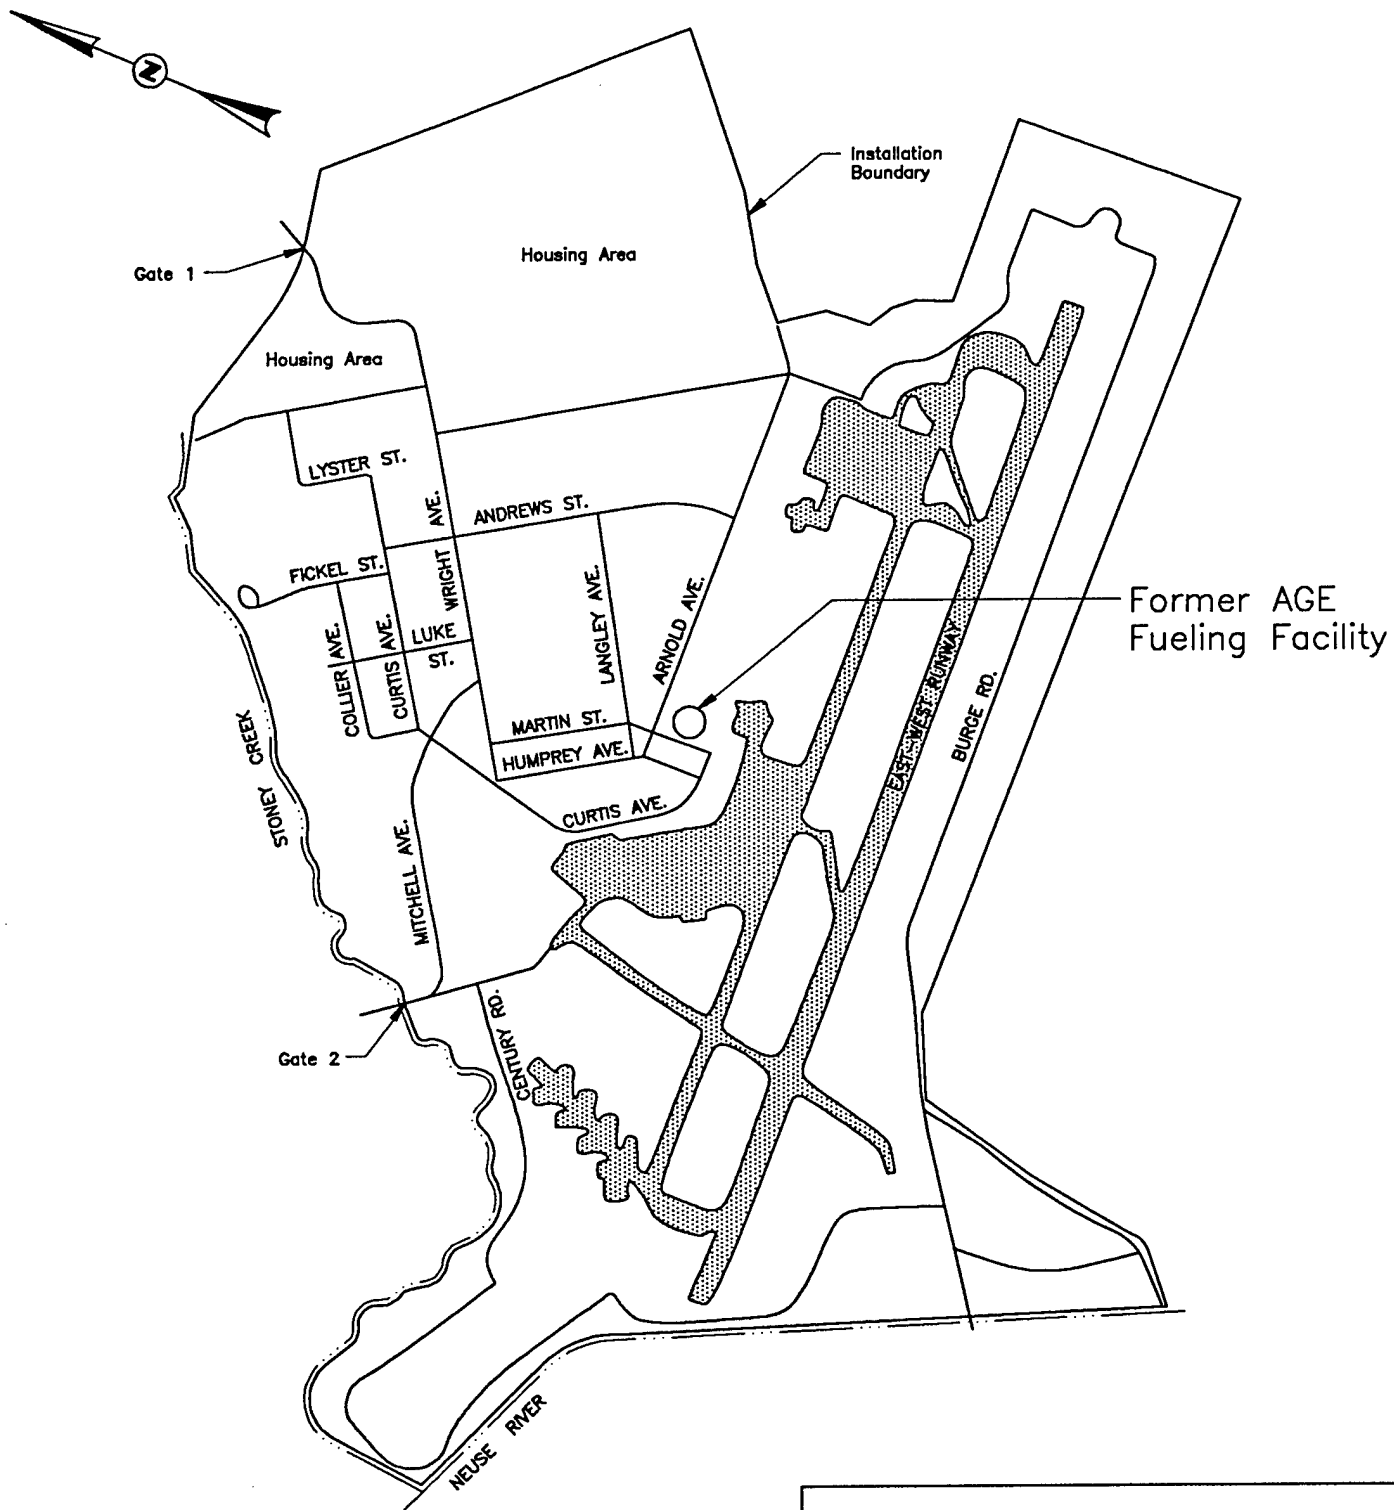 N
Installation
Boundary
Housing Area
Gate 1
Housing Area
LYSTER ST.
AVE.
ANDREWS ST.
FICKEL ST.
WRIGHT
LANGLEY AVE.
ARNOLD AVE.
Former AGE
Fueling Facility
COLLIER AVE.
CURTIS AVE.
LUKE
ST.
EAST-WEST RUNWAY
BURGE RD.
MARTIN ST.
HUMPREY AVE.
STONEY CREEK
CURTIS AVE.
MITCHELL AVE.
CENTURY RD.
Gate 2
NEUSE RIVER